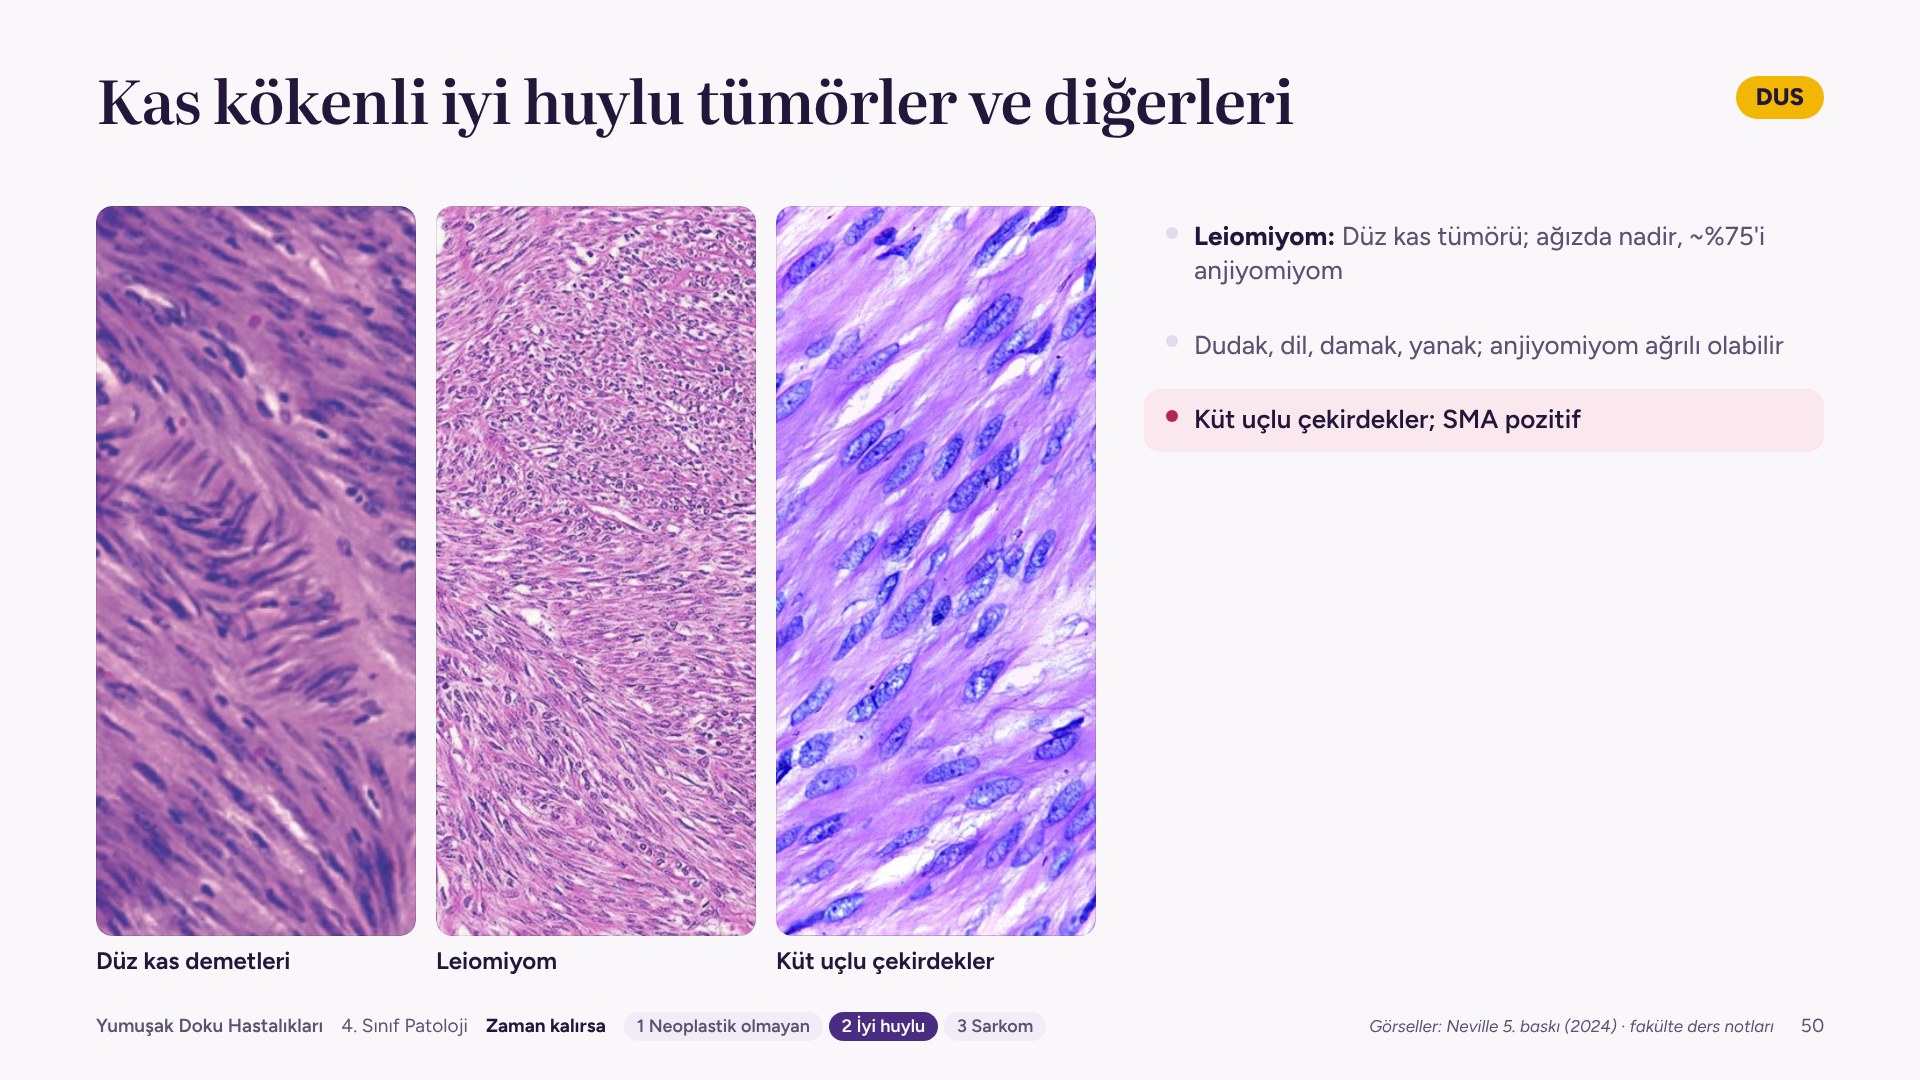 Kas kökenli iyi huylu tümörler ve diğerleri
DUS
Leiomiyom: Düz kas tümörü; ağızda nadir, ~%75'i
anjiyomiyom
Dudak, dil, damak, yanak; anjiyomiyom ağrılı olabilir
Küt uçlu çekirdekler; SMA pozitif
Düz kas demetleri
Leiomiyom
Küt uçlu çekirdekler
Yumuşak Doku Hastalıkları 4. Sınıf Patoloji Zaman kalırsa 1 Neoplastik olmayan 2 İyi huylu 3 Sarkom
Görseller: Neville 5. baskı (2024) · fakülte ders notları 50